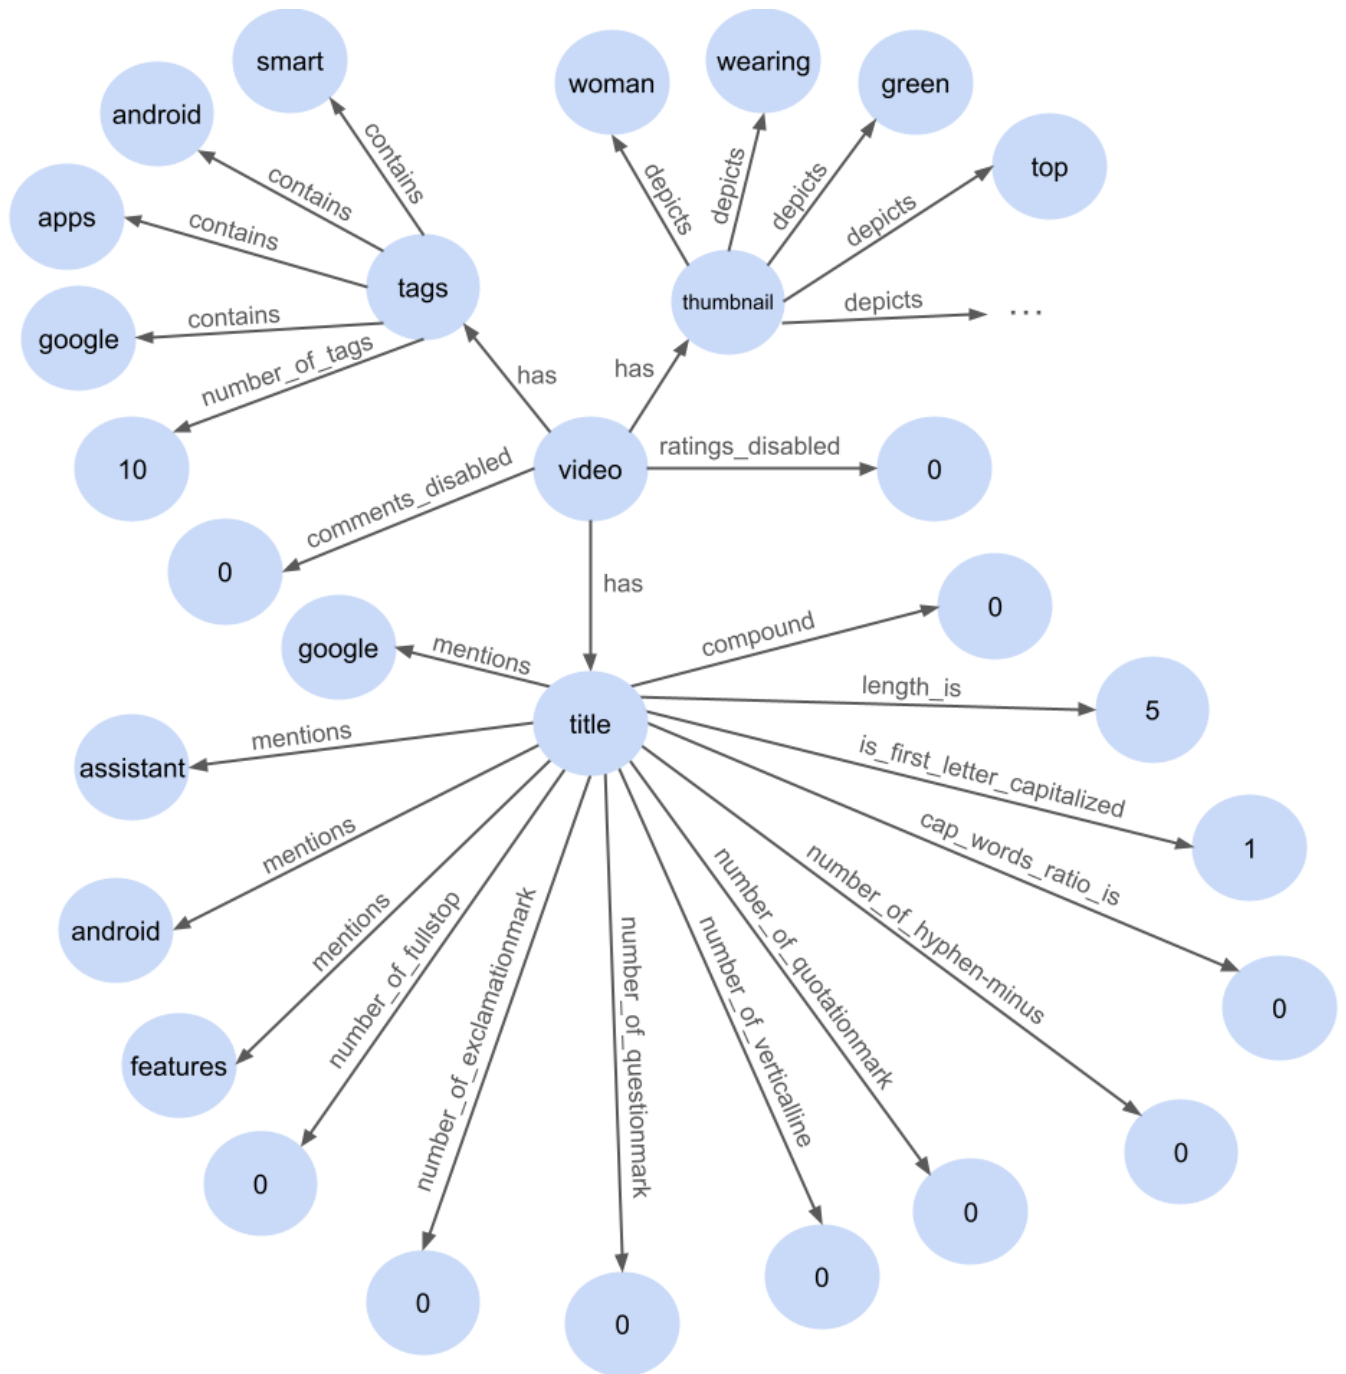 smart
woman
wearing
green
android
top
apps
contains
contains
contains
contains
depicts
depicts
depicts
depicts
depicts
...
tags
thumbnail
google
number_of_tags
has
has
10
comments_disabled
video
ratings_disabled
0
0
has
google
mentions
compound
0
title
length_is
5
assistant
mentions
is_first_letter_capitalized
1
android
mentions
cap_words_ratio_is
0
features
mentions
number_of_fullstop
number_of_exclamationmark
number_of_questionmark
number_of_verticalline
number_of_quotationmark
number_of_hyphen-minus
0
0
0
0
0
0